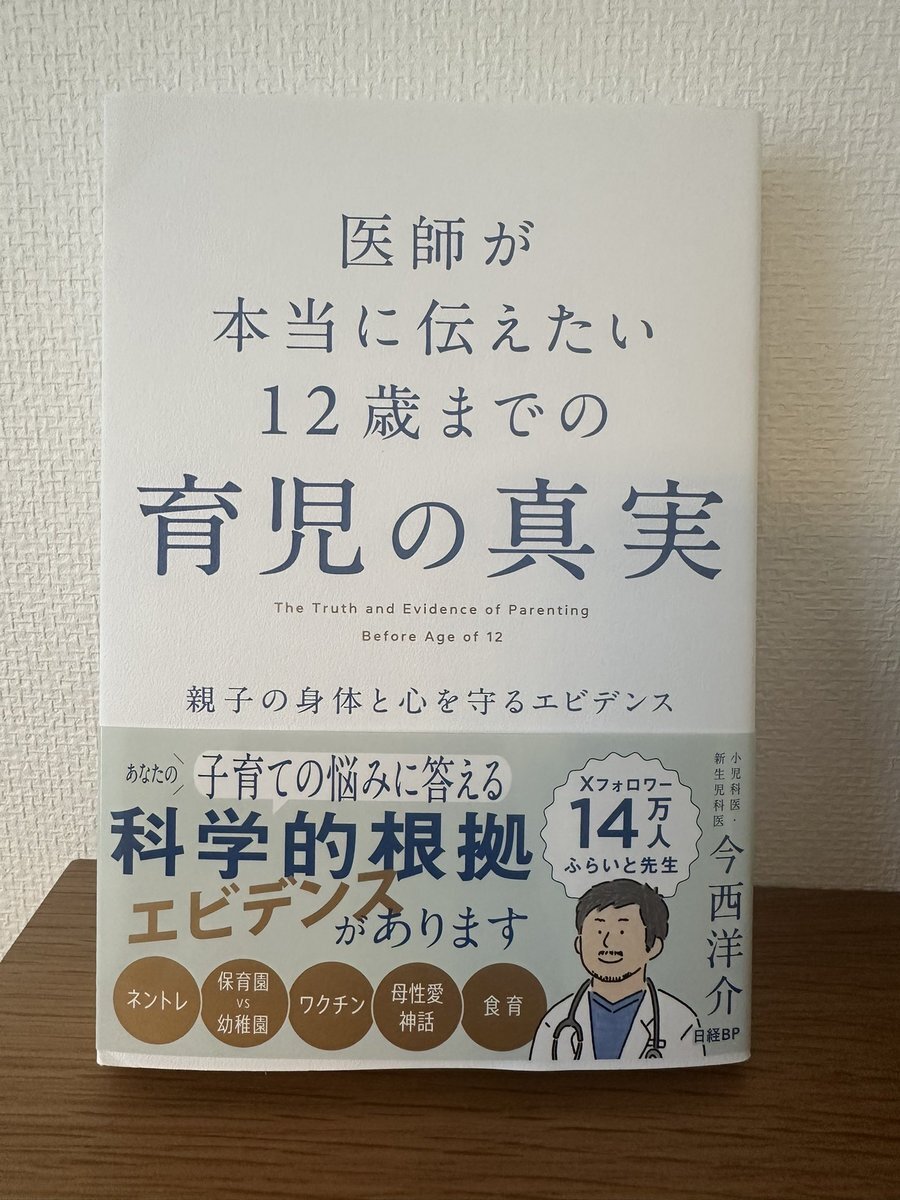 医師が
本当に伝えたい
12歳までの
育児の真実
The Truth and Evidence of Parenting
Before Age of 12
親子の身体と心を守るエビデンス
あなたの
子育ての悩みに答える
科学的根拠
エビデンス
があります
ネントレ
保育園
vs
幼稚園
ワクチン
母性愛
神話
食育
Xフォロワー
14万人
ふらいと先生
小児科医・
新生児科医
今西洋介
日経BP